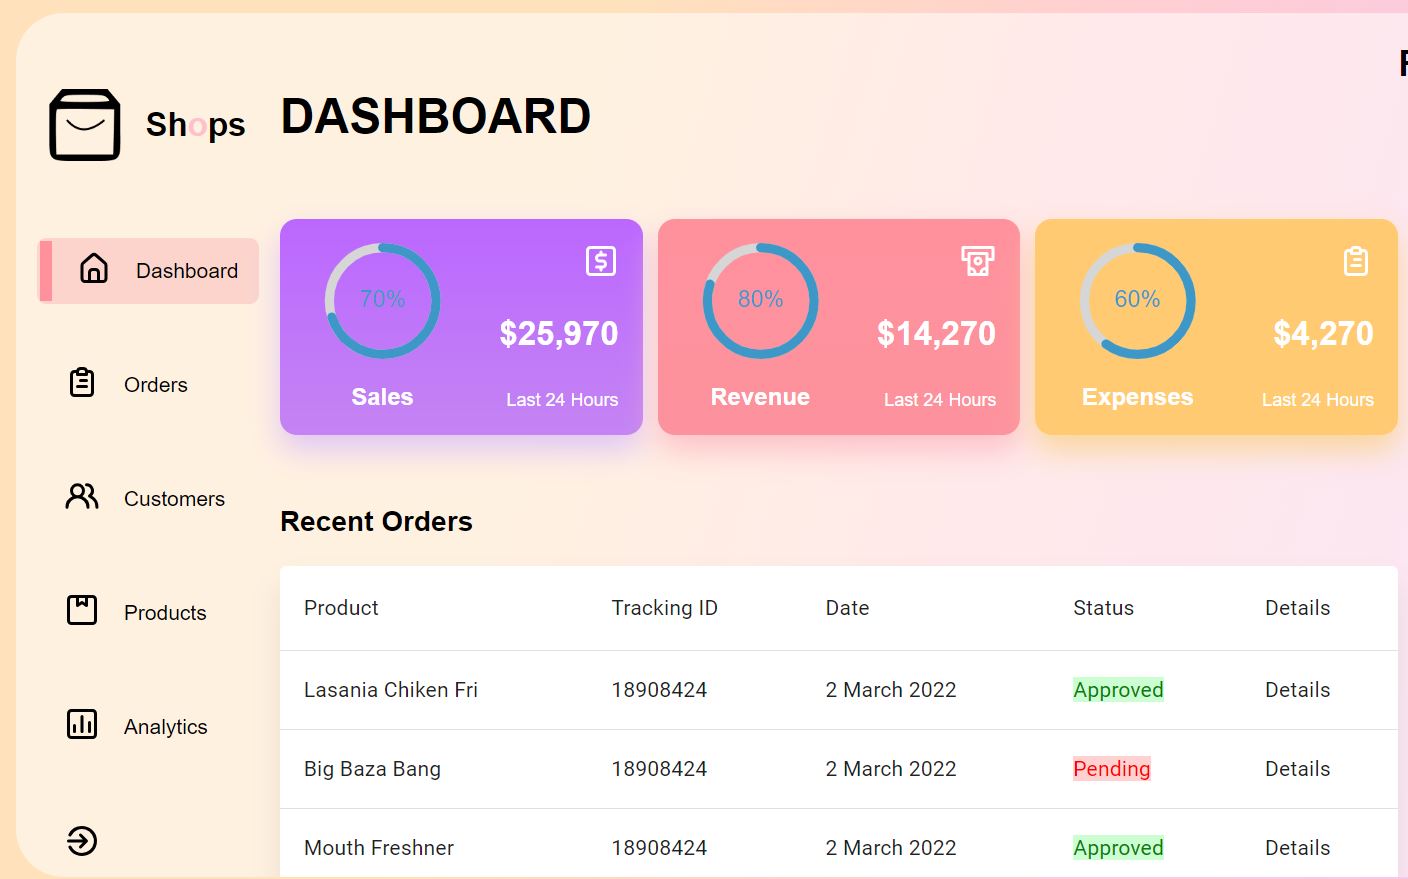 Shops
DASHBOARD
Dashboard
Orders
Customers
Products
Analytics
70%
$25,970
Sales
Last 24 Hours
80%
$14,270
Revenue
Last 24 Hours
60%
$4,270
Expenses
Last 24 Hours
Recent Orders
Product Tracking ID Date Status Details
Lasania Chiken Fri 18908424 2 March 2022 Approved Details
Big Baza Bang 18908424 2 March 2022 Pending Details
Mouth Freshner 18908424 2 March 2022 Approved Details